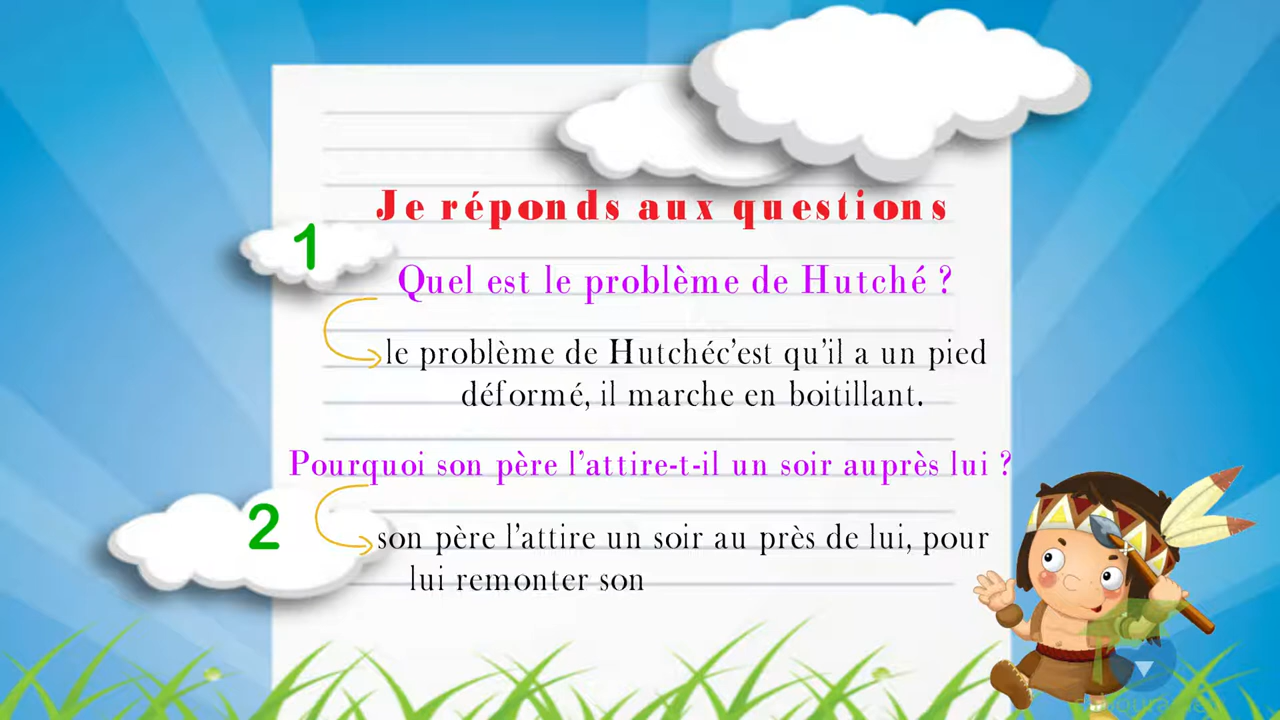 Je réponds aux questions
1
Quel est le problème de Hutché ?
le problème de Hutchéc’est qu’il a un pied
déformé, il marche en boitillant.
Pourquoi son père l’attire-t-il un soir auprès lui ?
2
son père l’attire un soir au près de lui, pour
lui remonter son